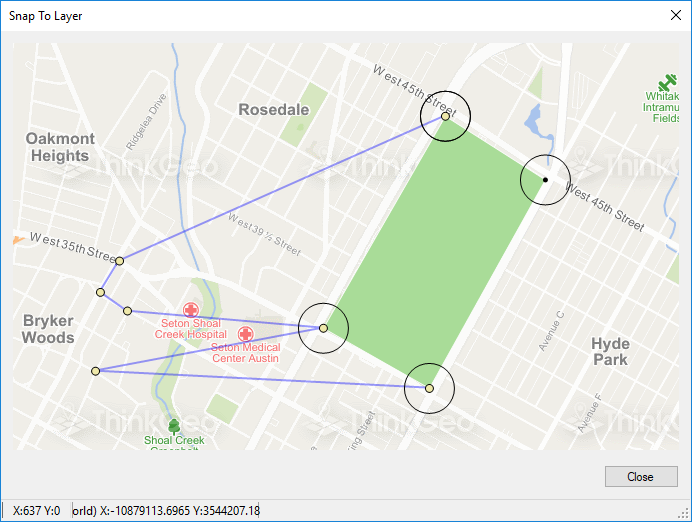 Snap To Layer
West 45th Street
Whitak
Intramu
Fields
Rosedale
Ridgelea Drive
Oakmont
Heights
ThinkGeo
ThinkGeo
ThinkGeo
West 45th Street
West 39 ½ Street
West 35th Street
Bryker
Woods
Seton Shoal
Creek Hospital
Seton Medical
Center Austin
Avenue C
Hyde
Park
Avenue F
ring Street
ThinkGeo
ThinkGeo
ThinkGeo
Shoal Creek
Greenbelt
Close
X:637 Y:0
orld) X:-10879113.6965 Y:3544207.18